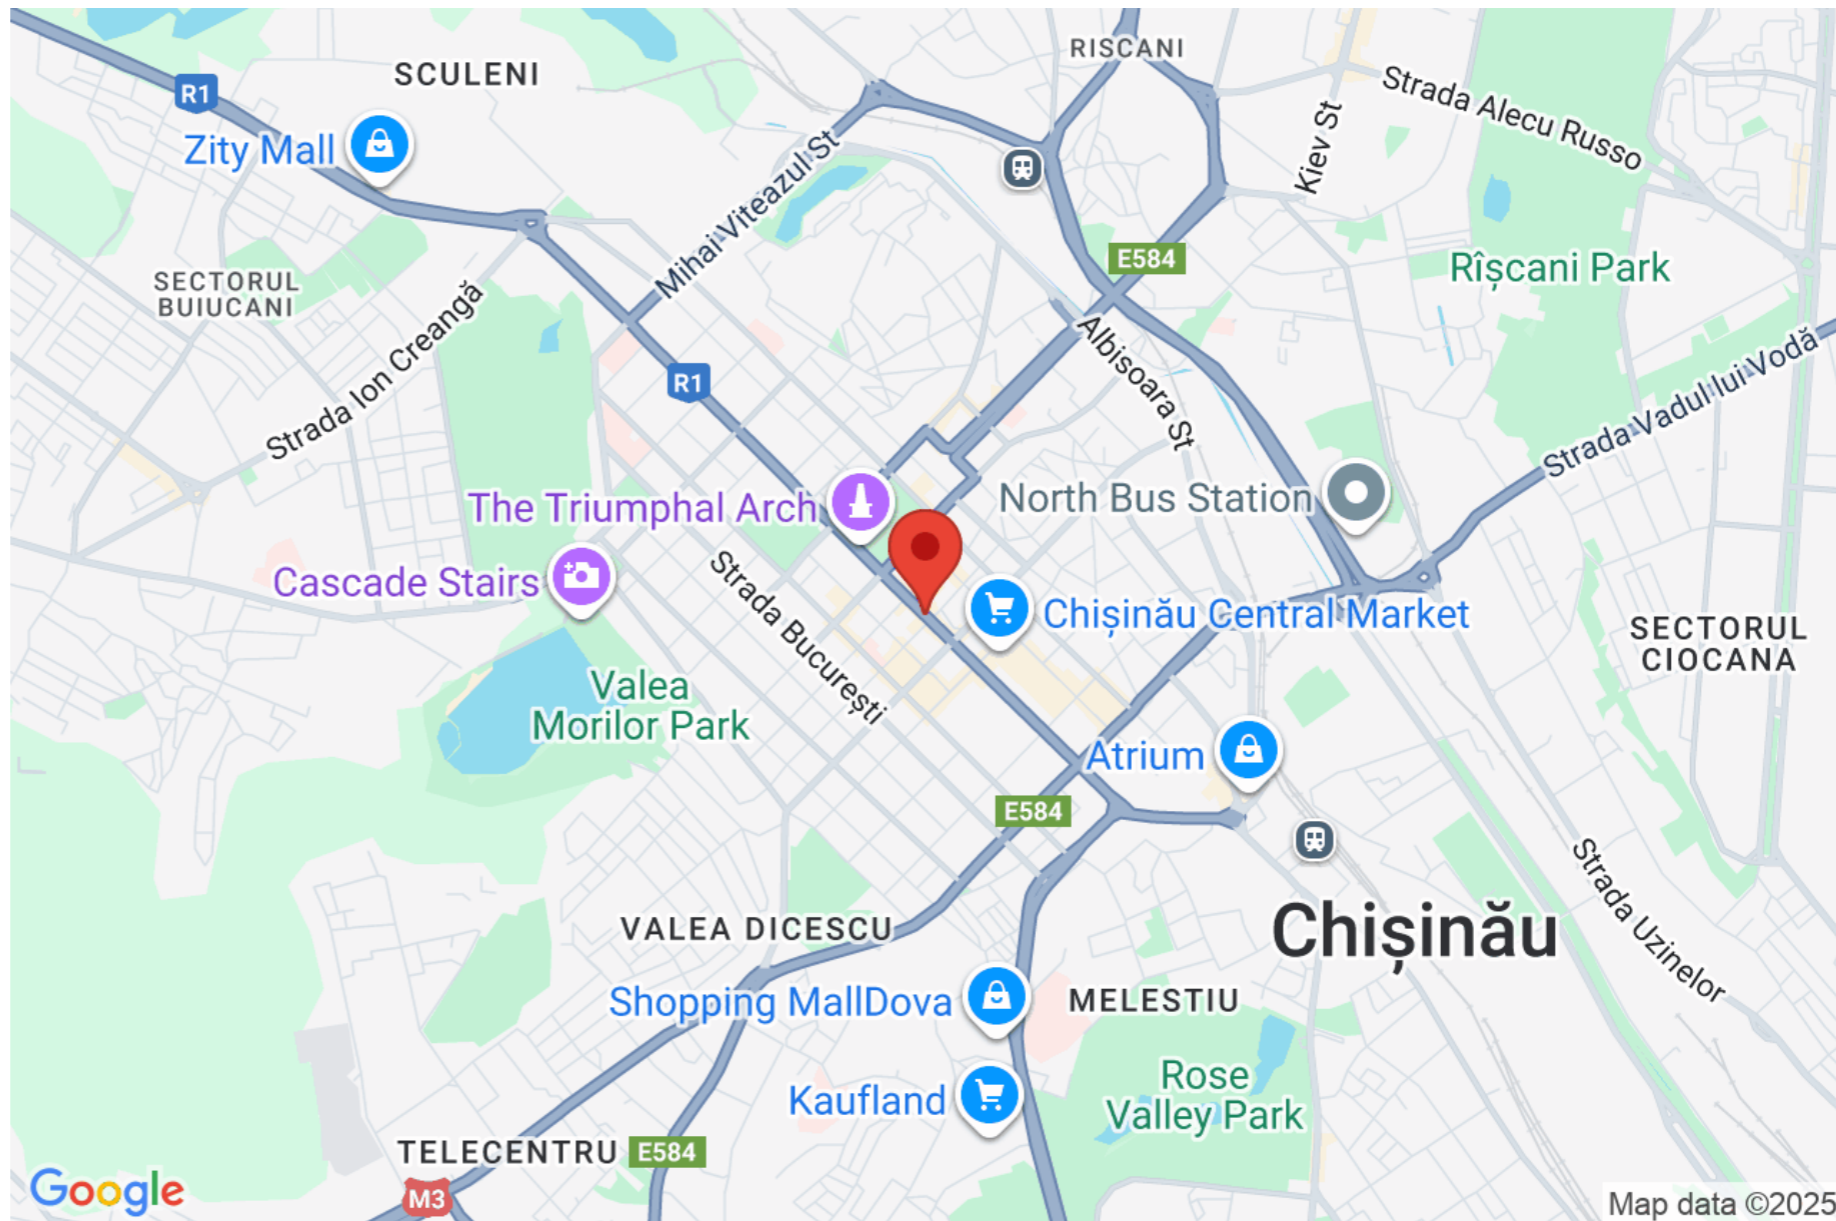 RISCANI
SCULENI
Strada Alecu Russo
R1
Zity Mall
Kiev St
Mihai Viteazul St
E584
Rîșcani Park
SECTORUL
BUIUCANI
Strada Ion Creangă
Albisoara St
R1
Strada Vadul lui Vodă
The Triumphal Arch
North Bus Station
Cascade Stairs
Strada București
Chișinău Central Market
SECTORUL
CIOCANA
Valea
Morilor Park
Atrium
E584
Strada Uzinelor
VALEA DICESCU
Chișinău
Shopping MallDova
MELESTIU
Rose
Valley Park
Kaufland
TELECENTRU
E584
M3
Google
Map data ©2025